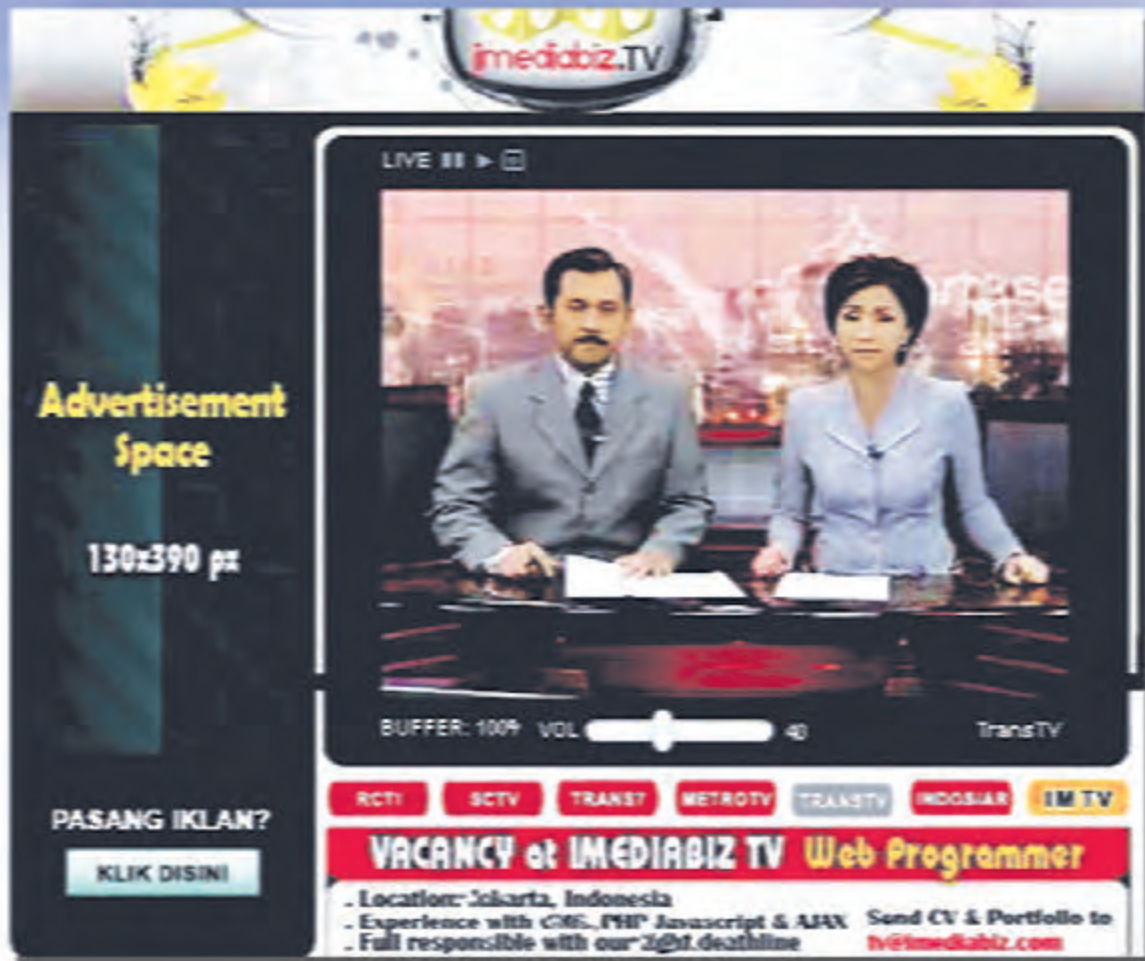 imediabiz.TV
LIVE
Advertisement
Space
130x390 px
BUFFER: 100% VOL 40 TransTV
PASANG IKLAN?
KLIK DISINI
RCTI SCTV TRANS7 METROTV TRANSTV INDOSIAR IM TV
VACANCY at IMEDIABIZ TV Web Programmer
. Location: Jakarta, Indonesia
. Experience with CMS, PHP Javascript & AJAX
. Full responsible with our deathline
Send CV & Portfolio to
tv@imediabiz.com